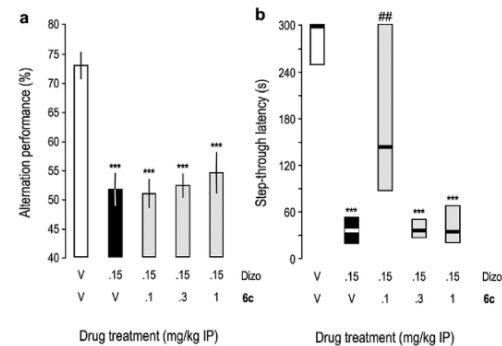 a
80
75
70
65
60
55
50
45
40
Alternation performance (%)
*** *** *** ***
V .15 .15 .15 .15 Dizo
V V .1 .3 1 6c
Drug treatment (mg/kg IP)
b
300
240
180
120
60
0
Step-through latency (s)
##
*** *** ***
V .15 .15 .15 .15 Dizo
V V .1 .3 1 6c
Drug treatment (mg/kg IP)